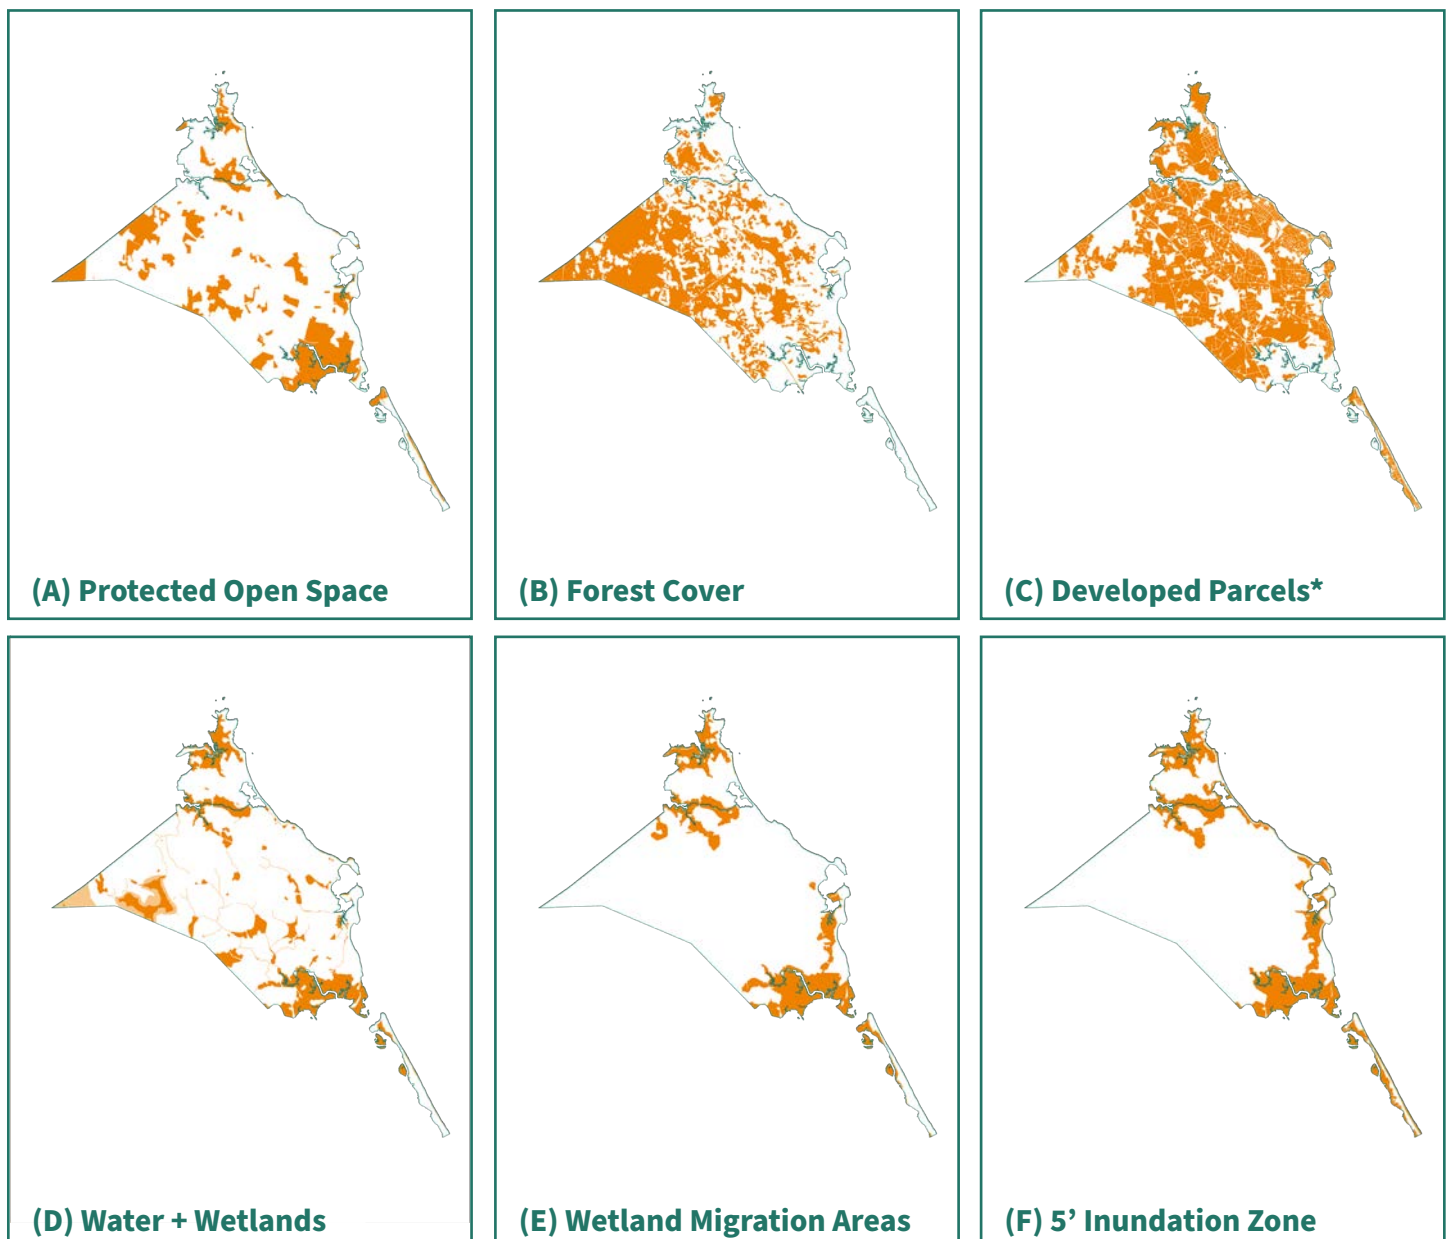 (A) Protected Open Space
(B) Forest Cover
(C) Developed Parcels*
(D) Water + Wetlands
(E) Wetland Migration Areas
(F) 5’ Inundation Zone